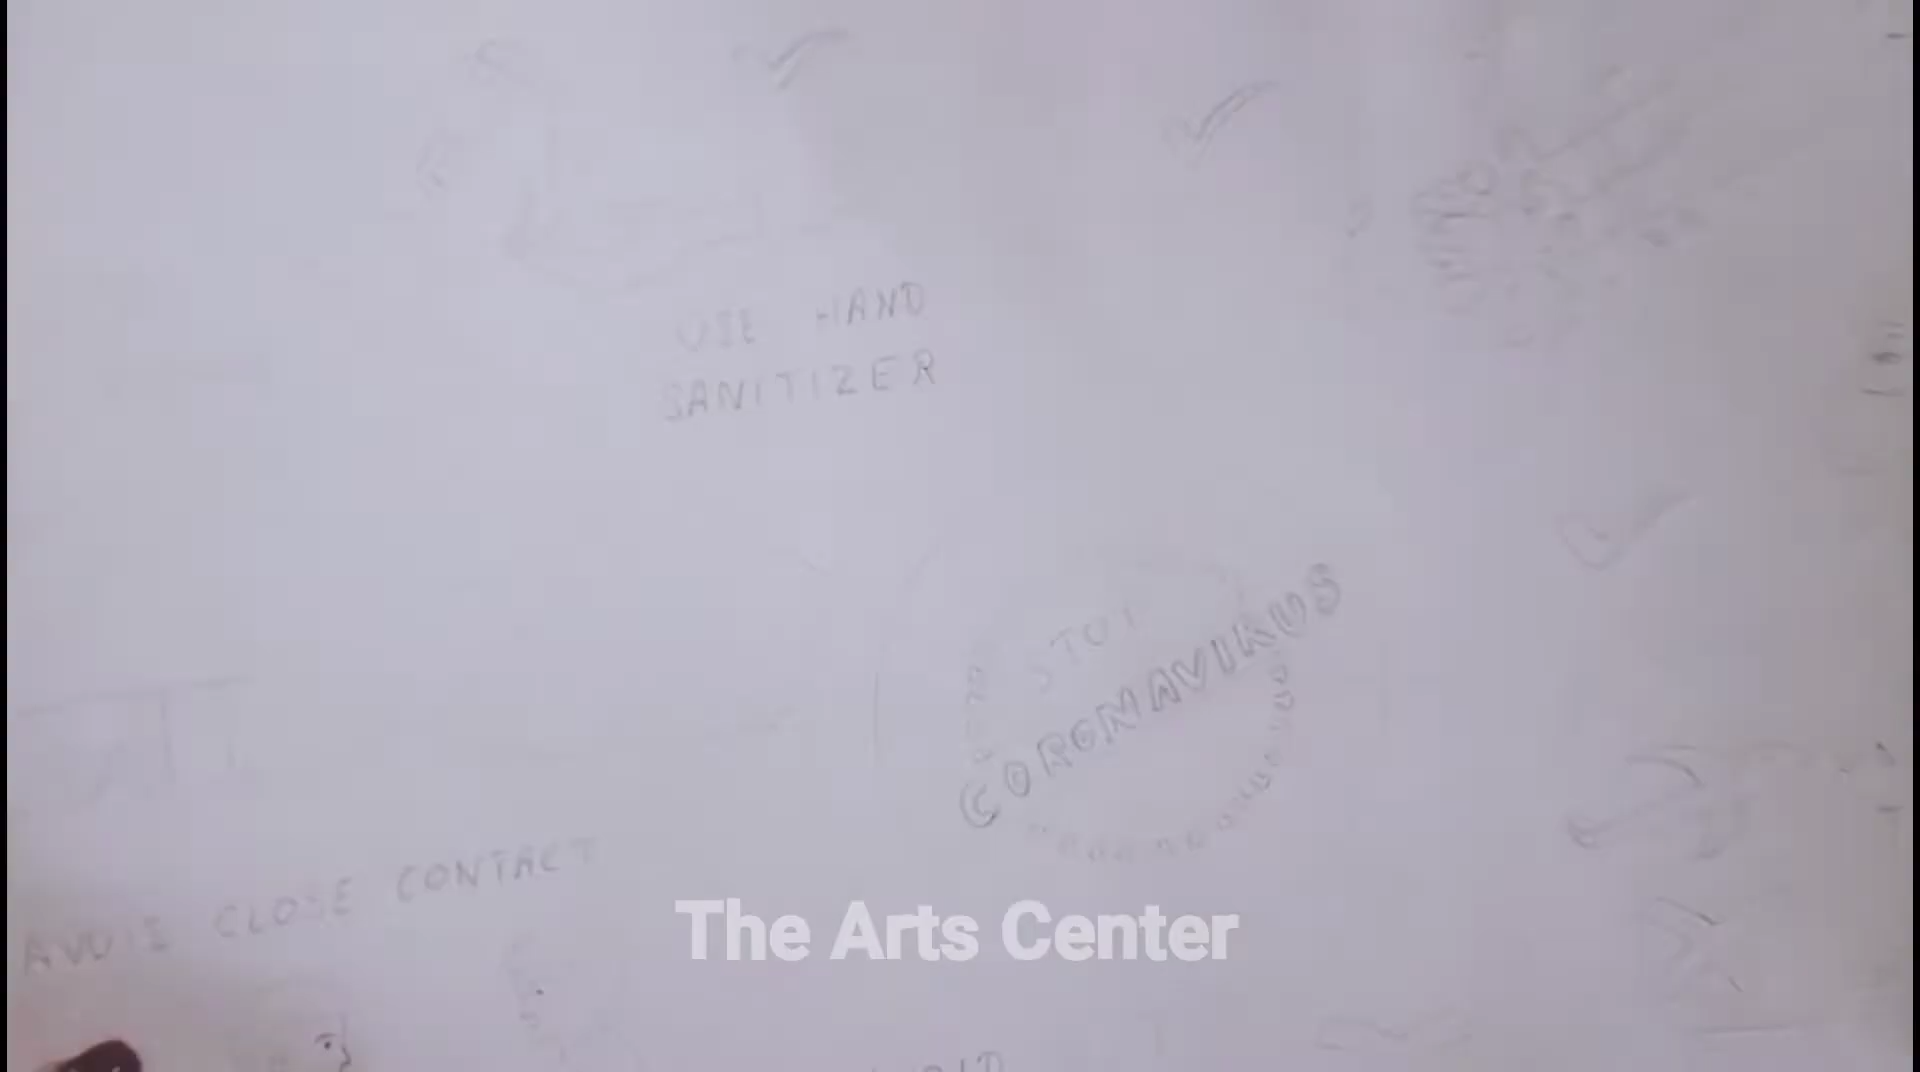 USE HAND
SANITIZER
STOP
CORONAVIRUS
AVOID CLOSE CONTACT
The Arts Center